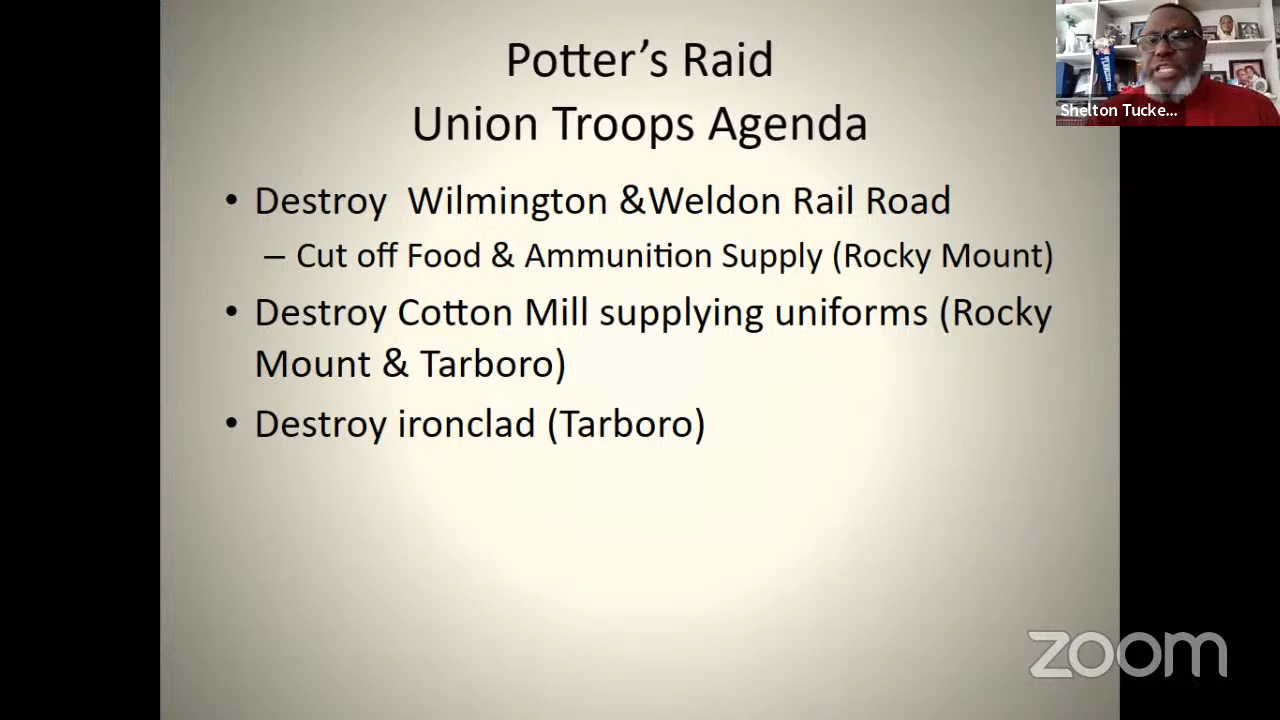 Potter's Raid
Union Troops Agenda
• Destroy  Wilmington &Weldon Rail Road
– Cut off Food & Ammunition Supply (Rocky Mount)
• Destroy Cotton Mill supplying uniforms (Rocky
Mount & Tarboro)
• Destroy ironclad (Tarboro)
Shelton Tucke...
zoom